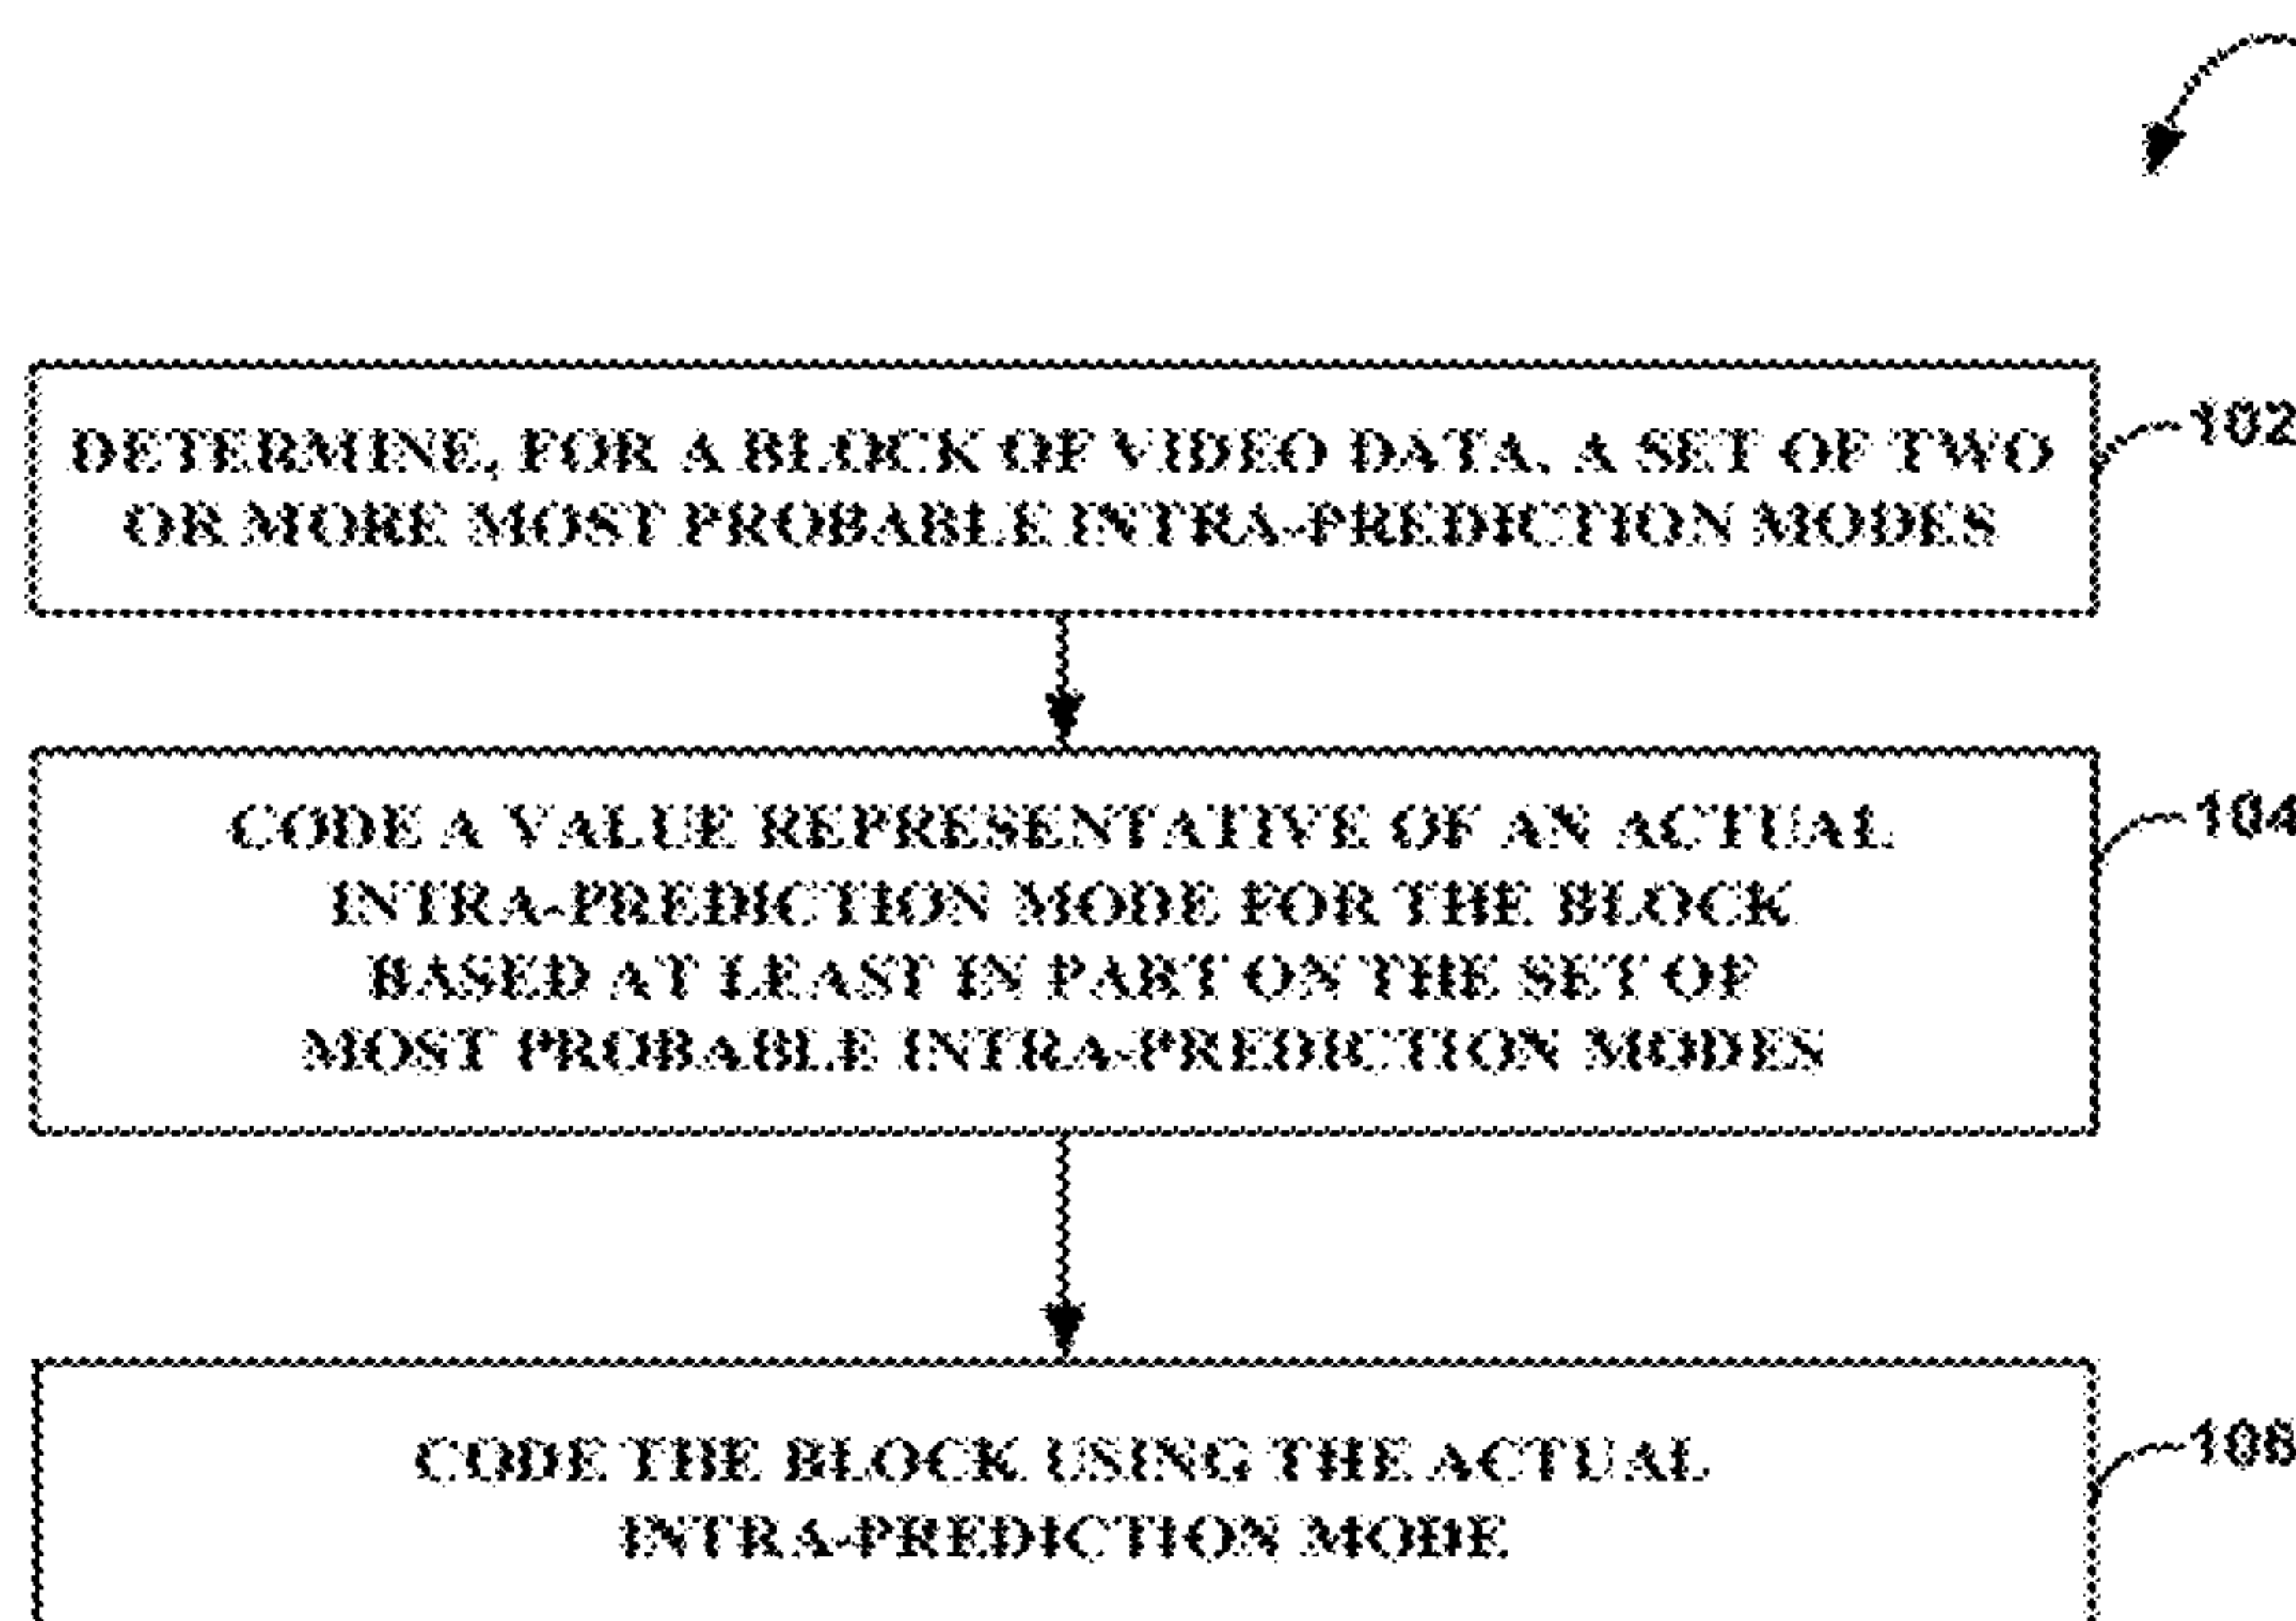 DETERMINE, FOR A BLOCK OF VIDEO DATA, A SET OF TWO
OR MORE MOST PROBABLE INTRA-PREDICTION MODES
102
CODE A VALUE REPRESENTATIVE OF AN ACTUAL
INTRA-PREDICTION MODE FOR THE BLOCK
BASED AT LEAST IN PART ON THE SET OF
MOST PROBABLE INTRA-PREDICTION MODES
104
CODE THE BLOCK USING THE ACTUAL
INTRA-PREDICTION MODE